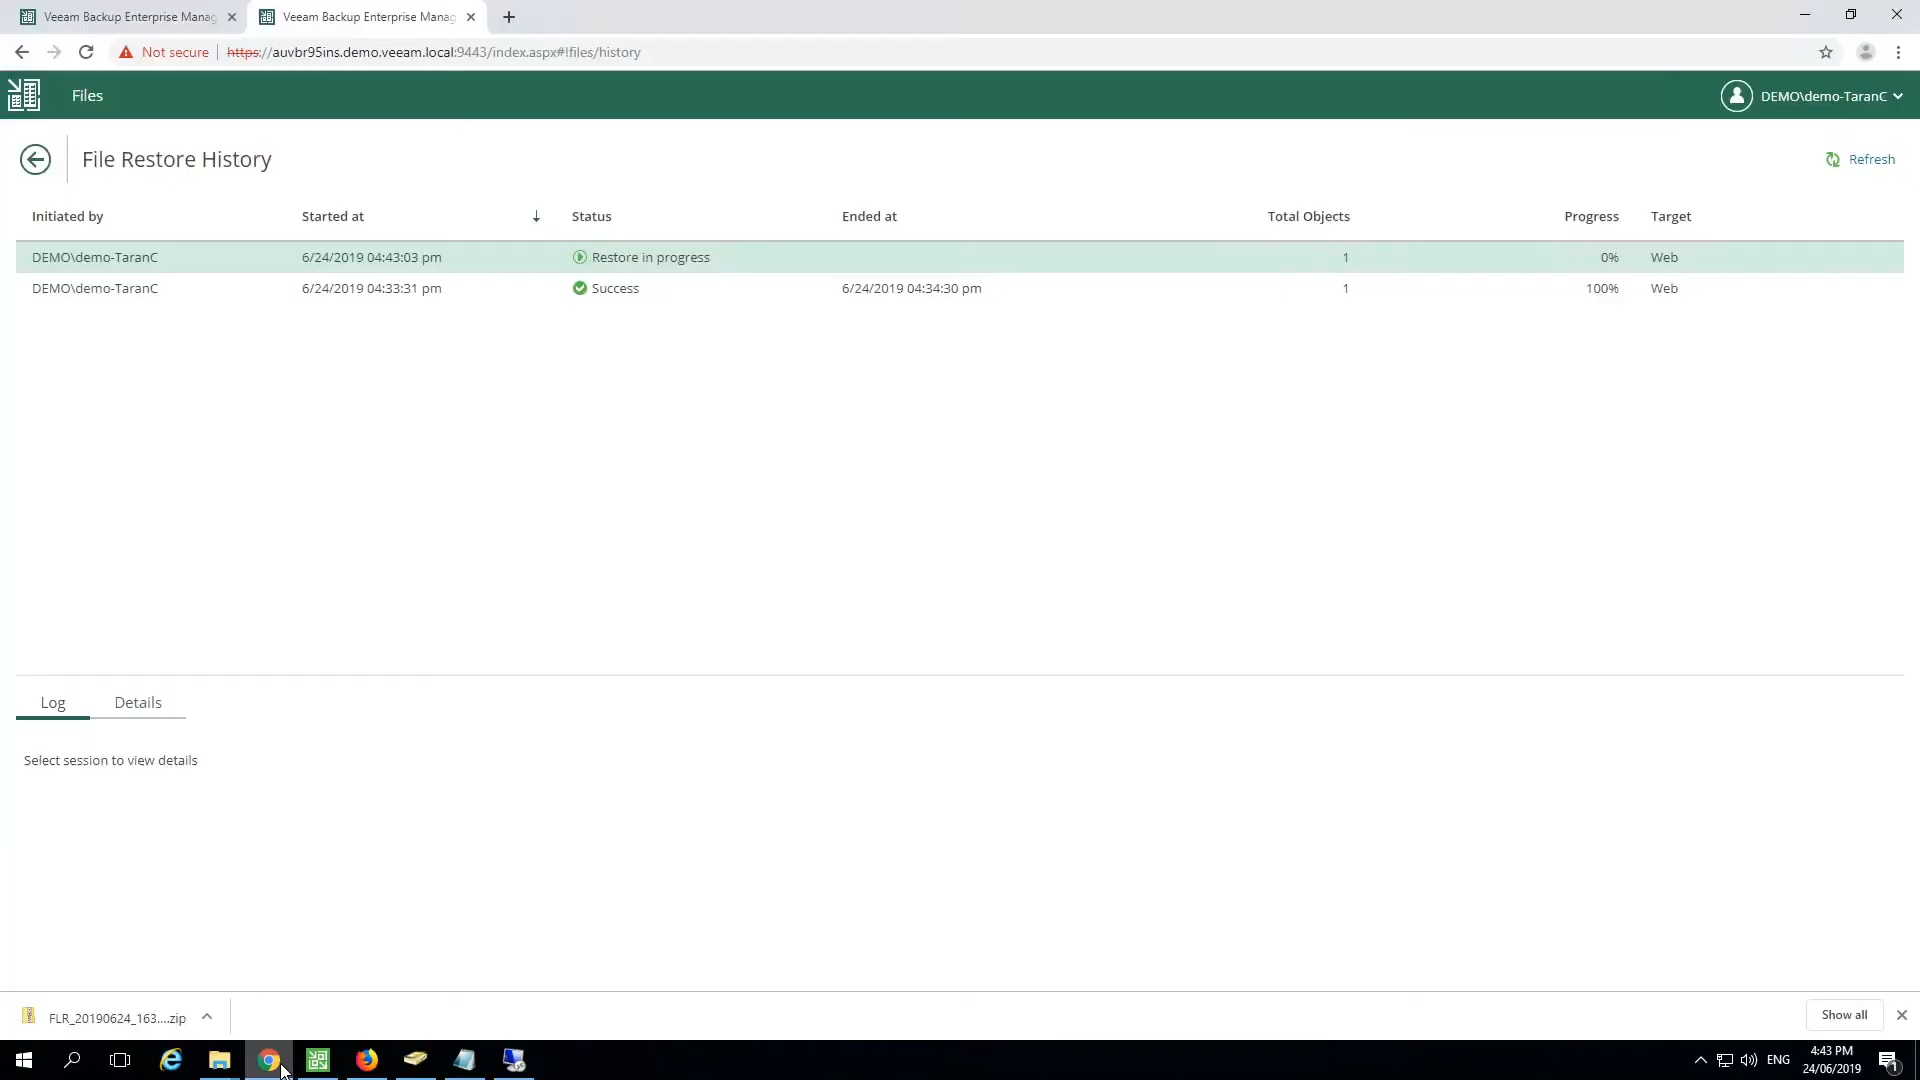 Veeam Backup Enterprise Manag
Veeam Backup Enterprise Manag
Not secure
https://auvbr95ins.demo.veeam.local:9443/index.aspx#!files/history
Files
DEMO\demo-TaranC
File Restore History
Refresh
Initiated by Started at Status Ended at Total Objects Progress Target
DEMO\demo-TaranC 6/24/2019 04:43:03 pm Restore in progress 1 0% Web
DEMO\demo-TaranC 6/24/2019 04:33:31 pm Success 6/24/2019 04:34:30 pm 1 100% Web
Log Details
Select session to view details
FLR_20190624_163....zip
Show all
ENG
4:43 PM
24/06/2019
1